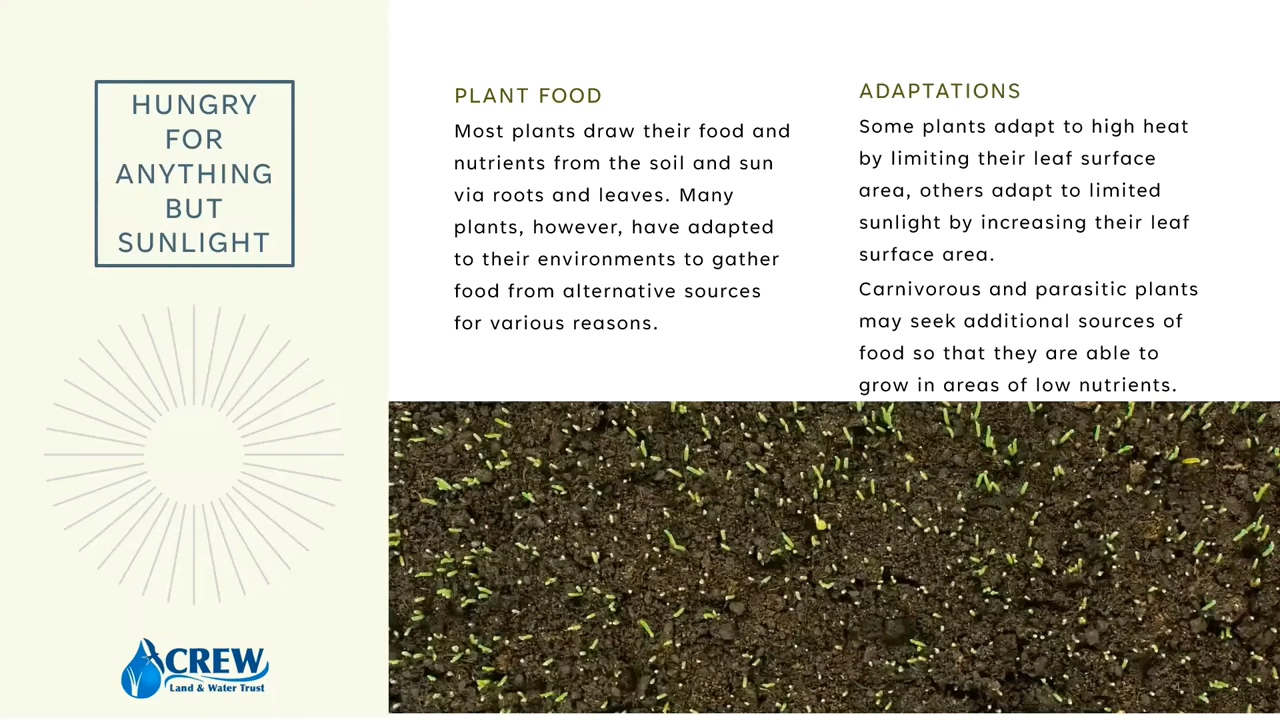 HUNGRY
FOR
ANYTHING
BUT
SUNLIGHT
PLANT FOOD
Most plants draw their food and
nutrients from the soil and sun
via roots and leaves. Many
plants, however, have adapted
to their environments to gather
food from alternative sources
for various reasons.
ADAPTATIONS
Some plants adapt to high heat
by limiting their leaf surface
area, others adapt to limited
sunlight by increasing their leaf
surface area.
Carnivorous and parasitic plants
may seek additional sources of
food so that they are able to
grow in areas of low nutrients.
CREW
Land & Water Trust